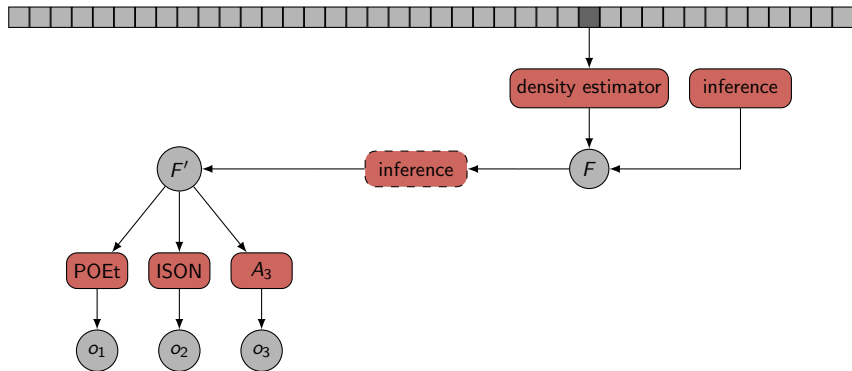 density estimator
inference
F′
inference
F
POEt
ISON
A₃
o₁
o₂
o₃